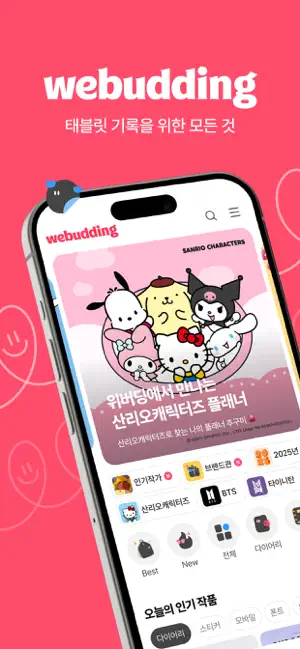 webudding
태블릿 기록을 위한 모든 것
webudding
SANRIO CHARACTERS
위버딩에서 만나는
산리오캐릭터즈 플래너
산리오캐릭터로 찾는 나의 플래너 추구미
인기작가
브랜드관
2025년
산리오캐릭터즈
BTS
타이니탄
Best
New
전체
다이어리
오늘의 인기 작품
다이어리
스티커
모바일
폰트